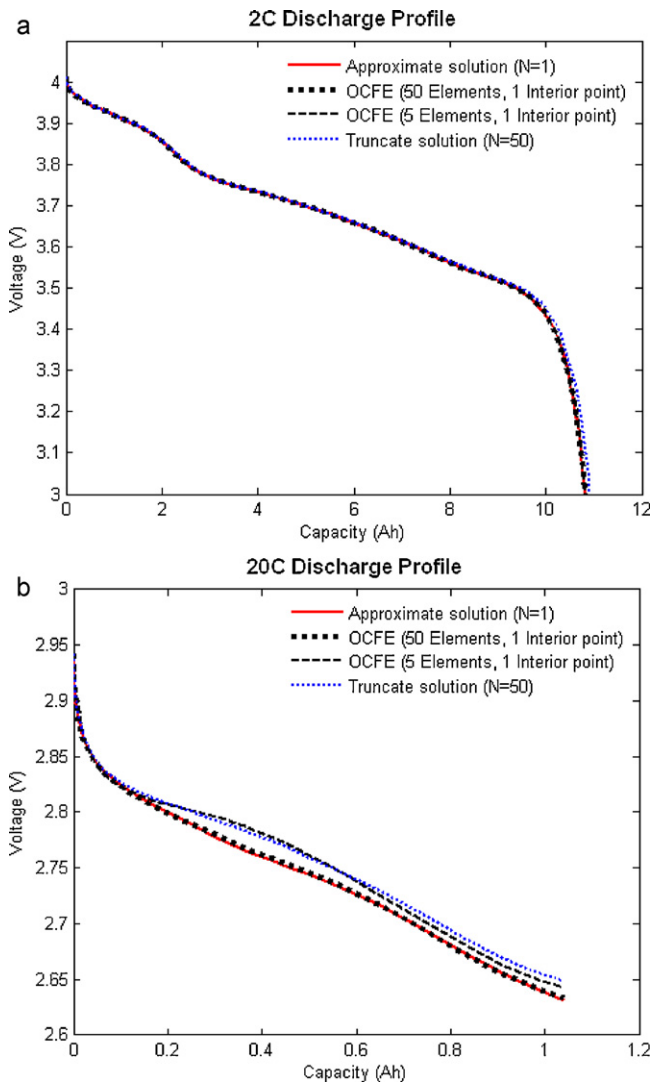 a
2C Discharge Profile
Approximate solution (N=1)
OCFE (50 Elements, 1 Interior point)
OCFE (5 Elements, 1 Interior point)
Truncate solution (N=50)
4
3.9
3.8
3.7
3.6
3.5
3.4
3.3
3.2
3.1
3
Voltage (V)
0 2 4 6 8 10 12
Capacity (Ah)
b
20C Discharge Profile
Approximate solution (N=1)
OCFE (50 Elements, 1 Interior point)
OCFE (5 Elements, 1 Interior point)
Truncate solution (N=50)
3
2.95
2.9
2.85
2.8
2.75
2.7
2.65
2.6
Voltage (V)
0 0.2 0.4 0.6 0.8 1 1.2
Capacity (Ah)